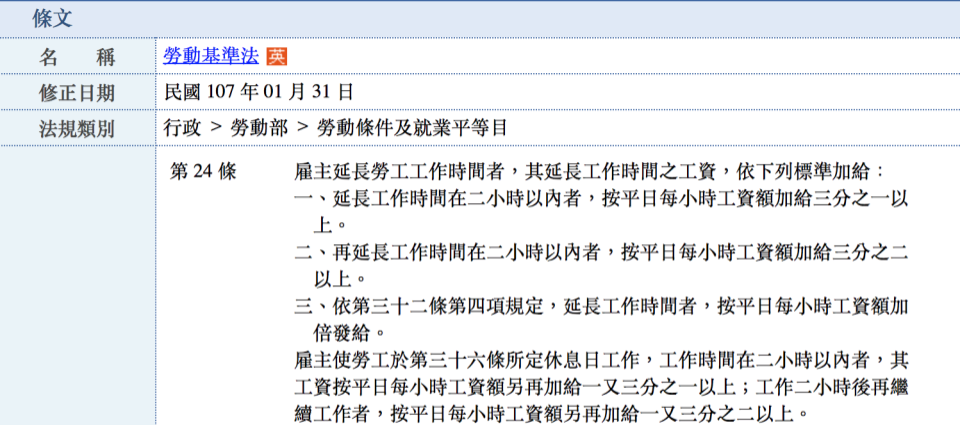 條文
名　　稱 勞動基準法 英
修正日期 民國 107 年 01 月 31 日
法規類別 行政 > 勞動部 > 勞動條件及就業平等目
第 24 條 雇主延長勞工工作時間者，其延長工作時間之工資，依下列標準加給：
一、延長工作時間在二小時以內者，按平日每小時工資額加給三分之一以
上。
二、再延長工作時間在二小時以內者，按平日每小時工資額加給三分之二
以上。
三、依第三十二條第四項規定，延長工作時間者，按平日每小時工資額加
倍發給。
雇主使勞工於第三十六條所定休息日工作，工作時間在二小時以內者，其
工資按平日每小時工資額另再加給一又三分之一以上；工作二小時後再繼
續工作者，按平日每小時工資額另再加給一又三分之二以上。